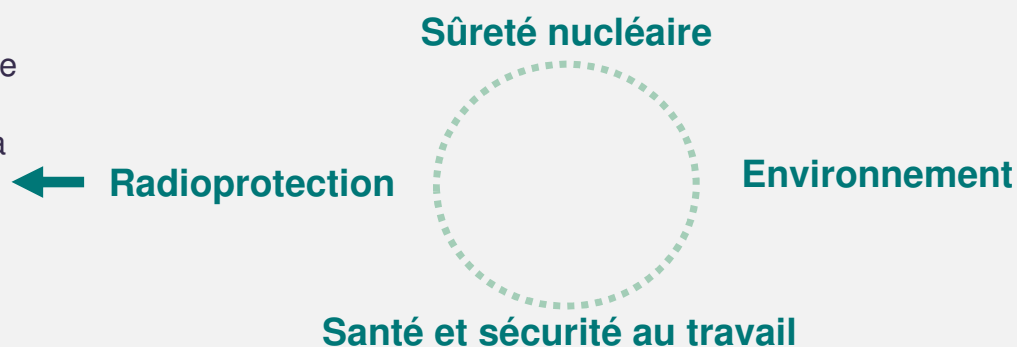 Sûreté nucléaire
Radioprotection
Environnement
Santé et sécurité au travail